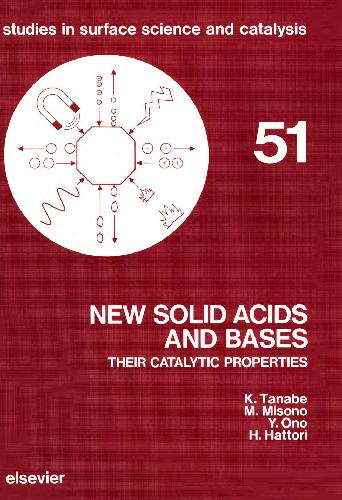 studies in surface science and catalysis
51
NEW SOLID ACIDS
AND BASES
THEIR CATALYTIC PROPERTIES
K. Tanabe
M. Misono
Y. Ono
H. Hattori
elsevier